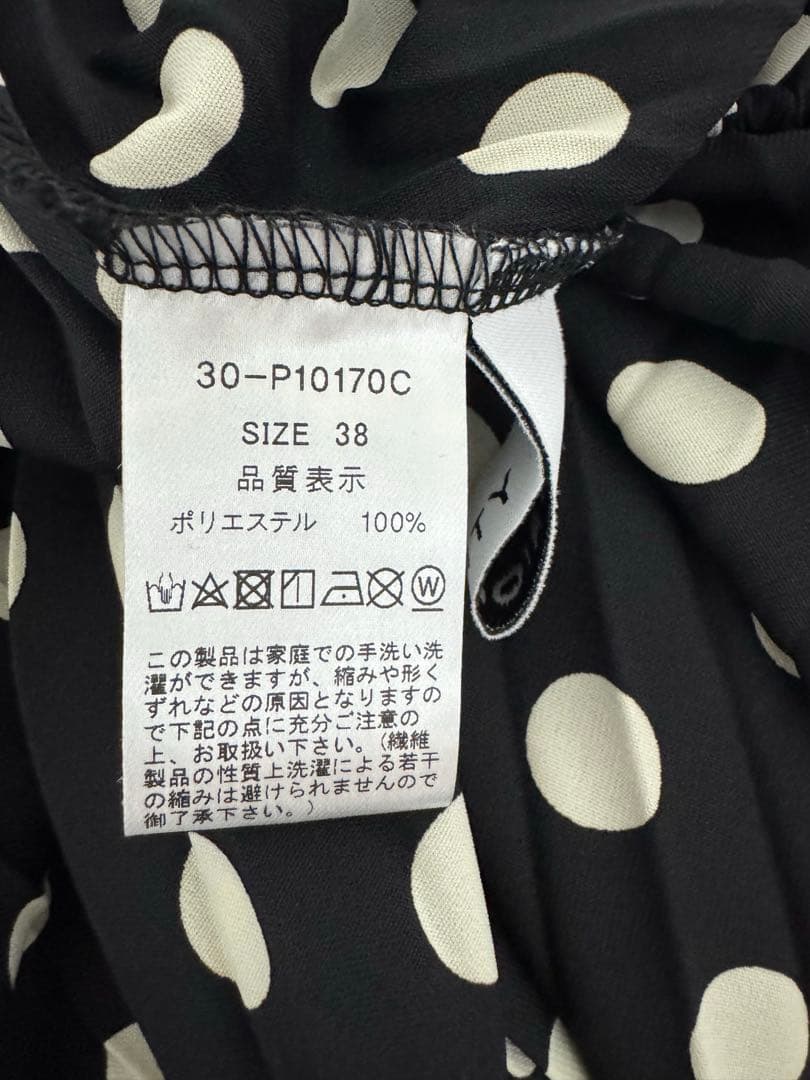 30-P10170C
SIZE 38
品質表示
ポリエステル 100%
W
この製品は家庭での手洗い洗
濯ができますが、縮みや形く
ずれなどの原因となりますの
で下記の点に充分ご注意の
上、お取扱い下さい。(繊維
製品の性質上洗濯による若干
の縮みは避けられませんので
御了承下さい。)
TY